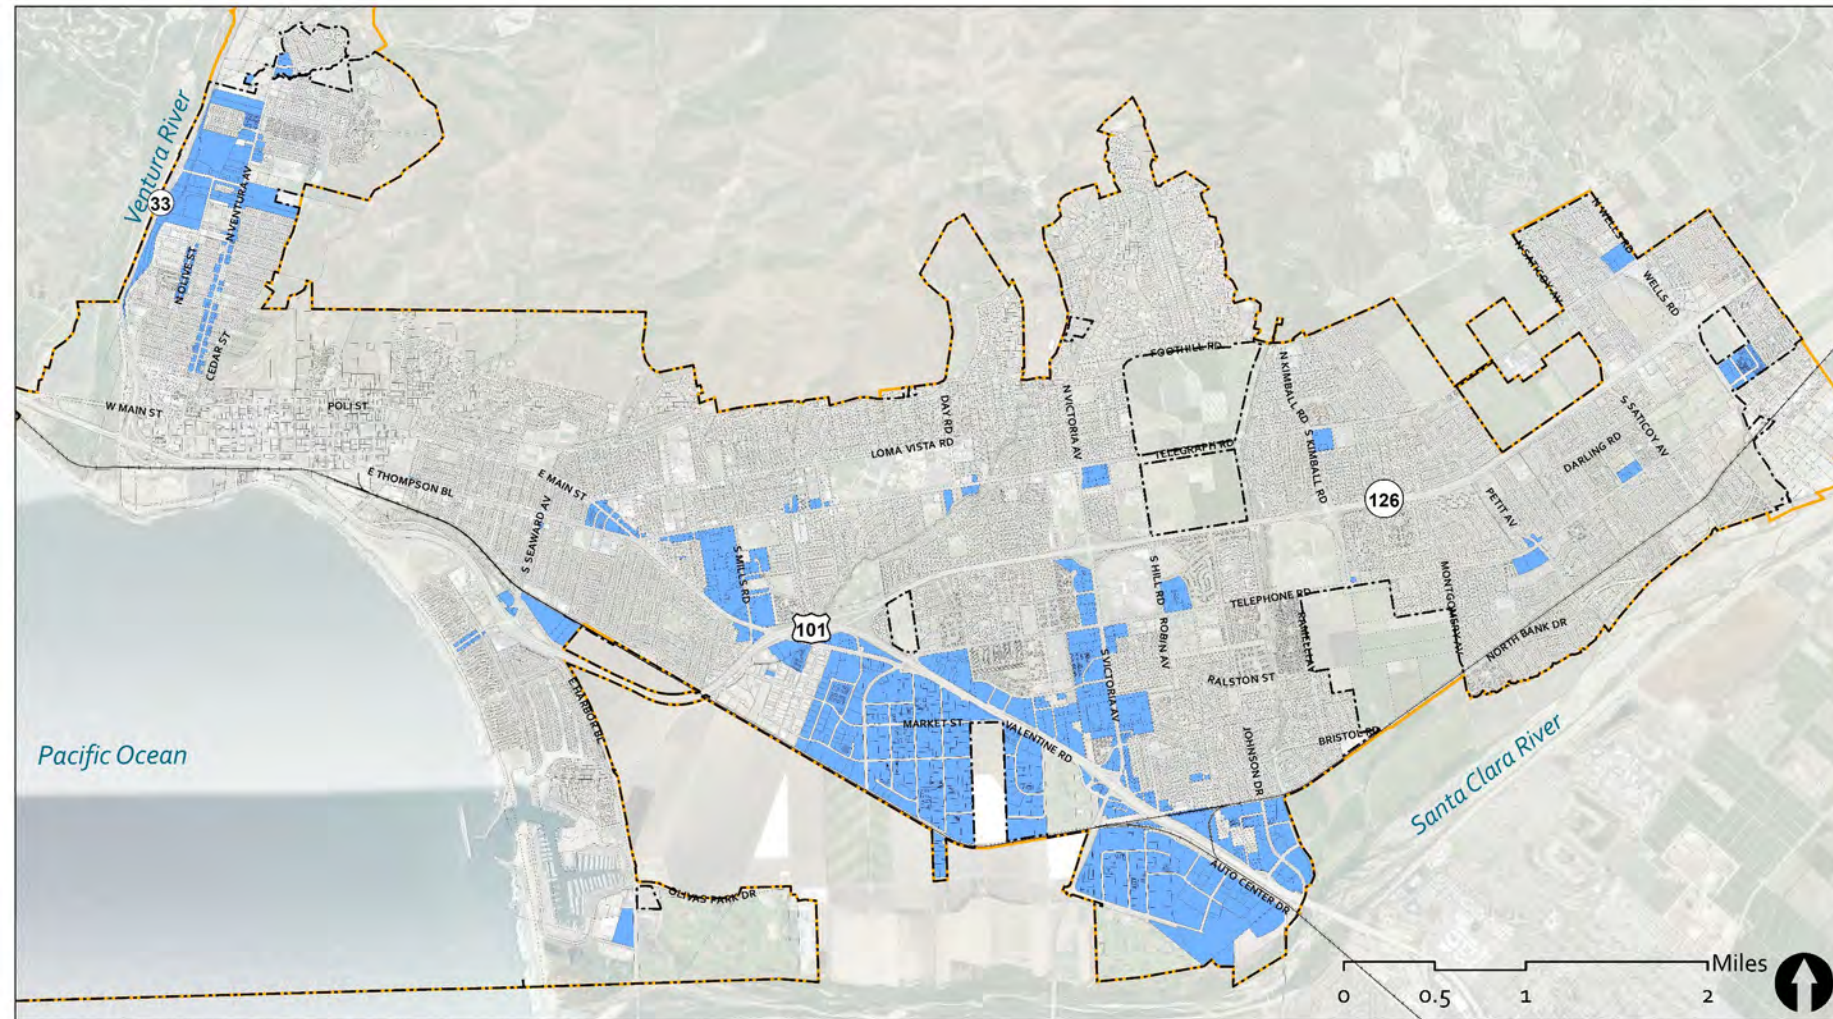 Ventura River
33
N VENTURA AV
N OLIVE ST
CEDAR ST
W MAIN ST
POLI ST
E THOMPSON BL
E MAIN ST
S SEAWARD AV
LOMA VISTA RD
DAY RD
N VICTORIA AV
FOOTHILL RD
TELEGRAPH RD
N KIMBALL RD
S KIMBALL RD
N SATICOY AV
N WELLS RD
WELLS RD
S SATICOY AV
DARLING RD
126
PETIT AV
S MILLS RD
101
S HILL RD
TELEPHONE RD
ROBIN AV
RAMELLI AV
MONTGOMERY AV
NORTH BANK DR
S VICTORIA AV
RALSTON ST
MARKET ST
VALENTINE RD
E HARBOR BL
JOHNSON DR
BRISTOL RD
Pacific Ocean
Santa Clara River
AUTO CENTER DR
OLIVAS PARK DR
Miles
0 0.5 1 2